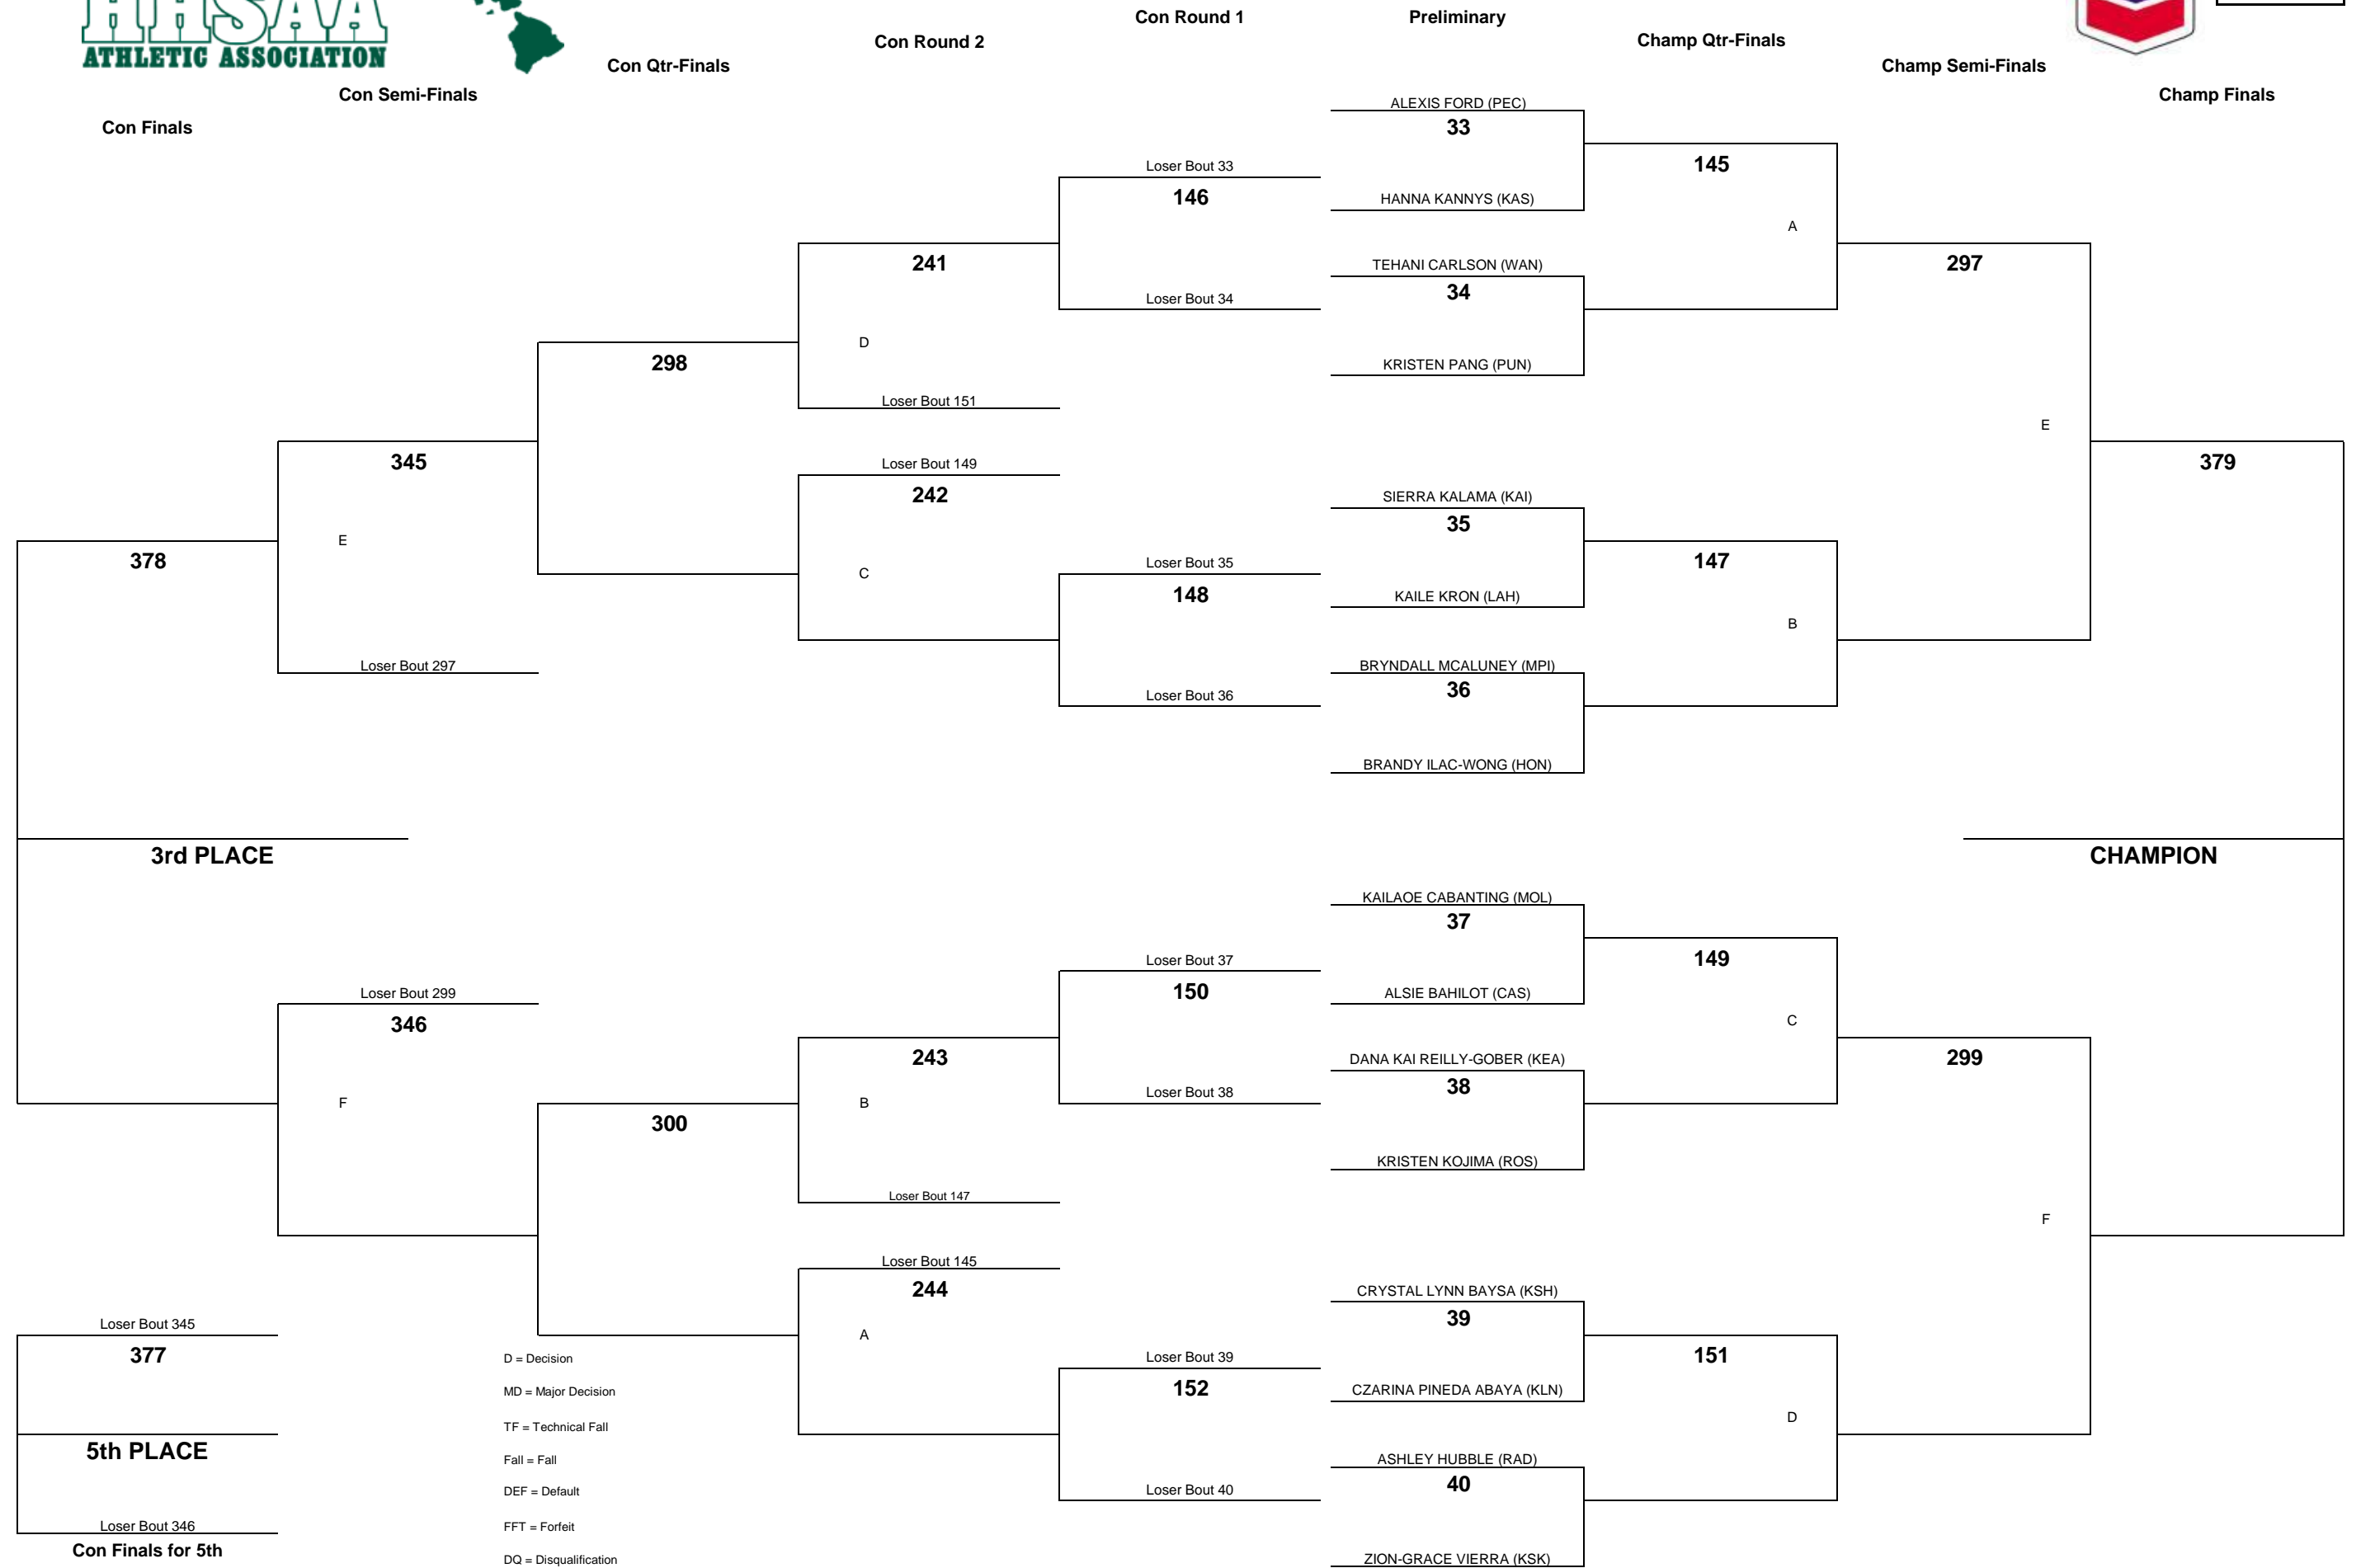 HHSAA
ATHLETIC ASSOCIATION
Con Round 1
Preliminary
Con Round 2
Champ Qtr-Finals
Con Qtr-Finals
Champ Semi-Finals
Con Semi-Finals
Champ Finals
Con Finals
ALEXIS FORD (PEC)
33
HANNA KANNYS (KAS)
TEHANI CARLSON (WAN)
34
KRISTEN PANG (PUN)
SIERRA KALAMA (KAI)
35
KAILE KRON (LAH)
BRYNDALL MCALUNEY (MPI)
36
BRANDY ILAC-WONG (HON)
KAILAOE CABANTING (MOL)
37
ALSIE BAHILOT (CAS)
DANA KAI REILLY-GOBER (KEA)
38
KRISTEN KOJIMA (ROS)
CRYSTAL LYNN BAYSA (KSH)
39
CZARINA PINEDA ABAYA (KLN)
ASHLEY HUBBLE (RAD)
40
ZION-GRACE VIERRA (KSK)
145
A
147
B
149
C
151
D
297
E
299
F
379
CHAMPION
Loser Bout 33
146
Loser Bout 34
Loser Bout 35
148
Loser Bout 36
Loser Bout 37
150
Loser Bout 38
Loser Bout 39
152
Loser Bout 40
241
D
Loser Bout 151
Loser Bout 149
242
C
243
B
Loser Bout 147
Loser Bout 145
244
A
298
300
345
E
Loser Bout 297
Loser Bout 299
346
F
378
3rd PLACE
Loser Bout 345
377
5th PLACE
Loser Bout 346
Con Finals for 5th
D = Decision
MD = Major Decision
TF = Technical Fall
Fall = Fall
DEF = Default
FFT = Forfeit
DQ = Disqualification